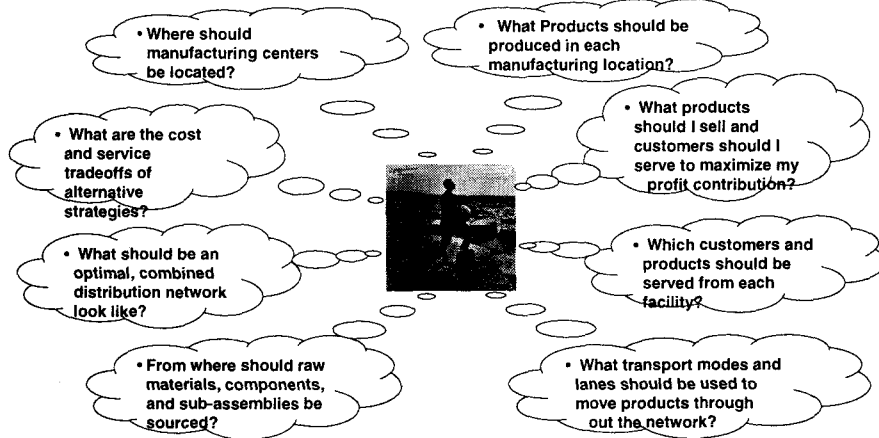 • Where should
manufacturing centers
be located?
• What Products should be
produced in each
manufacturing location?
• What are the cost
and service
tradeoffs of
alternative
strategies?
• What products
should I sell and
customers should I
serve to maximize my
profit contribution?
• What should be an
optimal, combined
distribution network
look like?
• Which customers and
products should be
served from each
facility?
• From where should raw
materials, components,
and sub-assemblies be
sourced?
• What transport modes and
lanes should be used to
move products through
out the network?